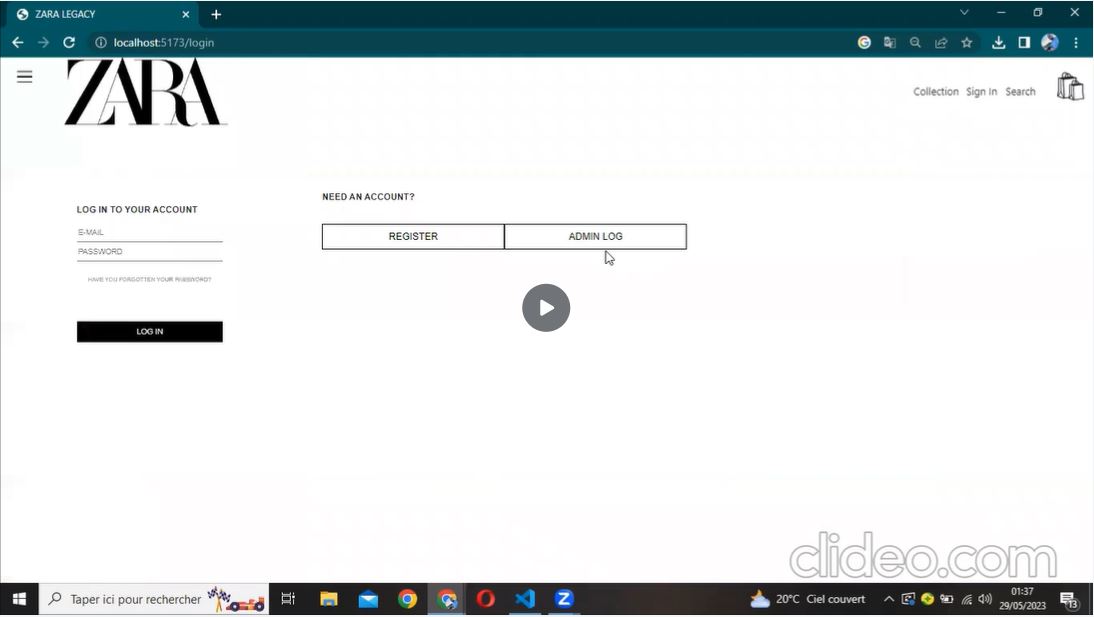 ZARA LEGACY
localhost:5173/login
ZARA
Collection Sign In Search
NEED AN ACCOUNT?
LOG IN TO YOUR ACCOUNT
E-MAIL
REGISTER
ADMIN LOG
PASSWORD
HAVE YOU FORGOTTEN YOUR PASSWORD?
LOG IN
clideo.com
Taper ici pour rechercher
20°C Ciel couvert
01:37
29/05/2023
13